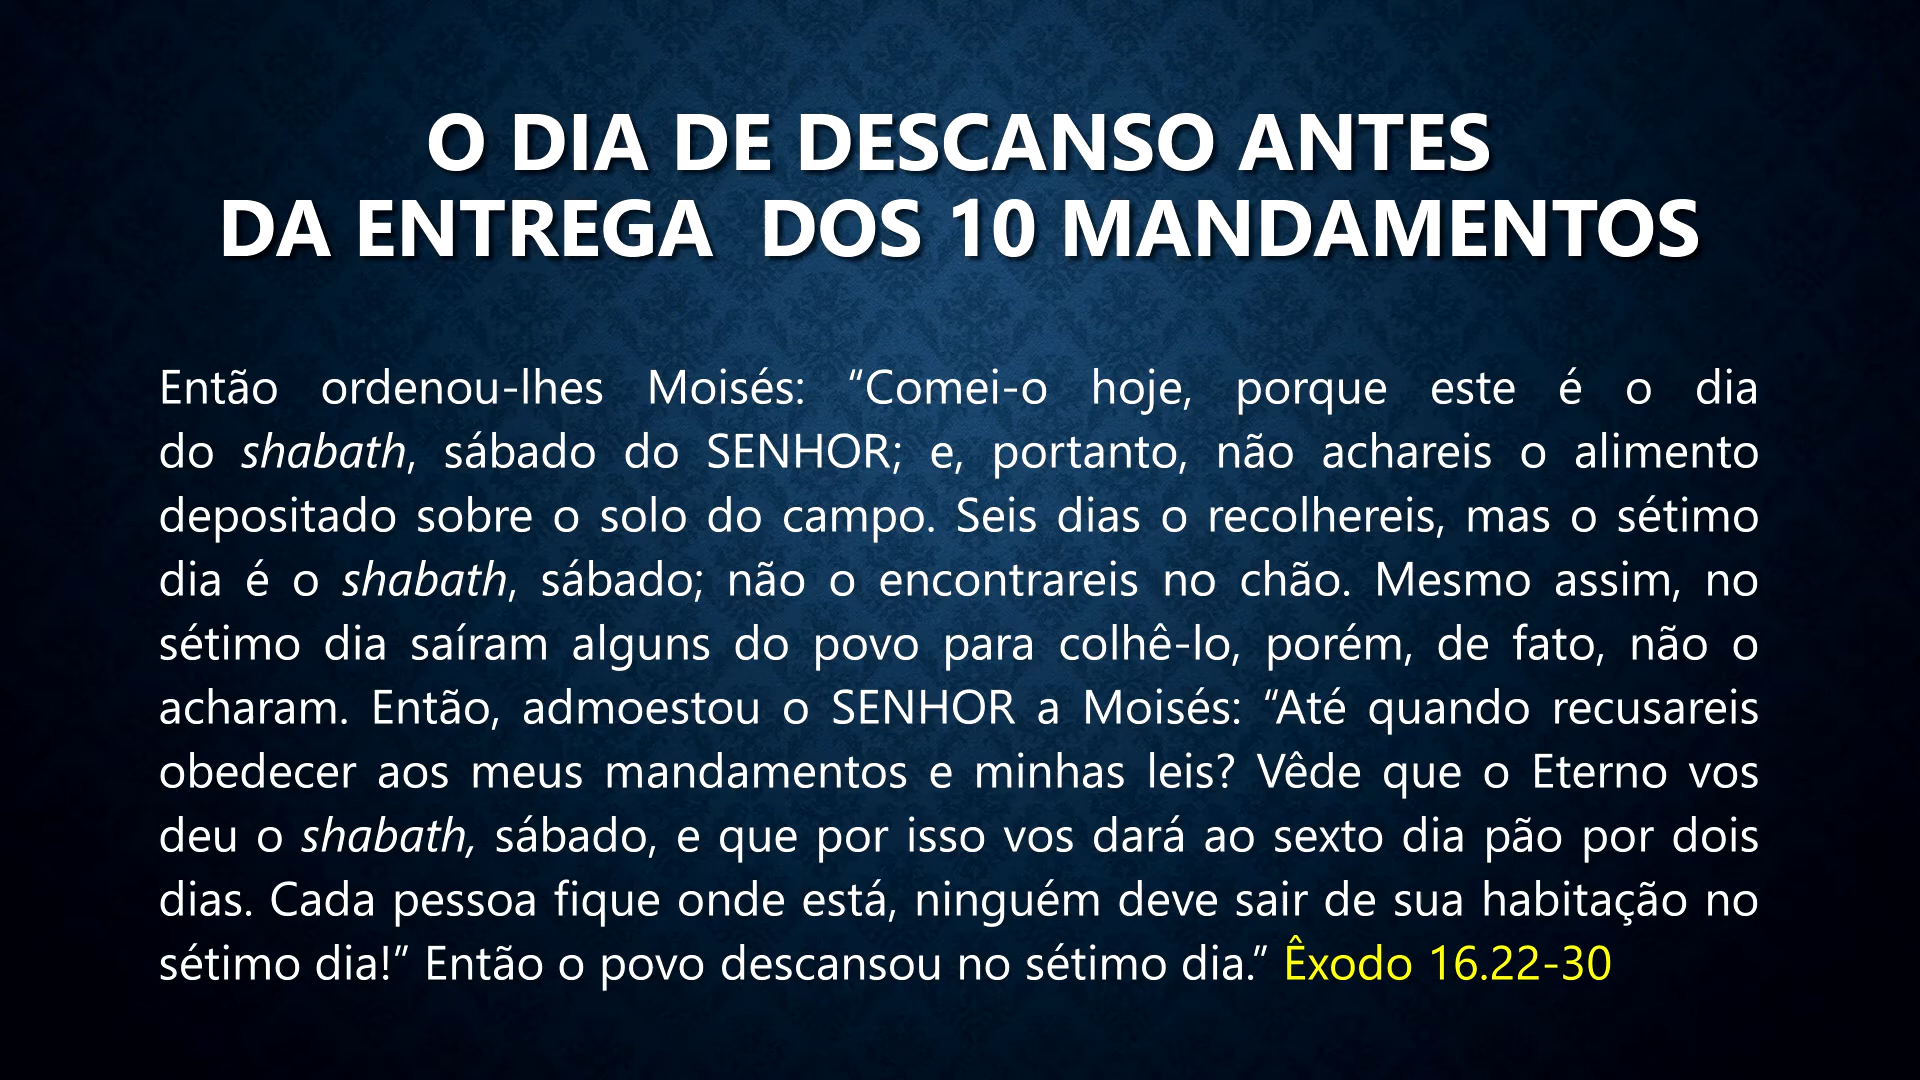 O DIA DE DESCANSO ANTES
DA ENTREGA  DOS 10 MANDAMENTOS
Então ordenou-lhes Moisés: “Comei-o hoje, porque este é o dia
do shabath, sábado do SENHOR; e, portanto, não achareis o alimento
depositado sobre o solo do campo. Seis dias o recolhereis, mas o sétimo
dia é o shabath, sábado; não o encontrareis no chão. Mesmo assim, no
sétimo dia saíram alguns do povo para colhê-lo, porém, de fato, não o
acharam. Então, admoestou o SENHOR a Moisés: “Até quando recusareis
obedecer aos meus mandamentos e minhas leis? Vêde que o Eterno vos
deu o shabath, sábado, e que por isso vos dará ao sexto dia pão por dois
dias. Cada pessoa fique onde está, ninguém deve sair de sua habitação no
sétimo dia!” Então o povo descansou no sétimo dia.” Êxodo 16.22-30